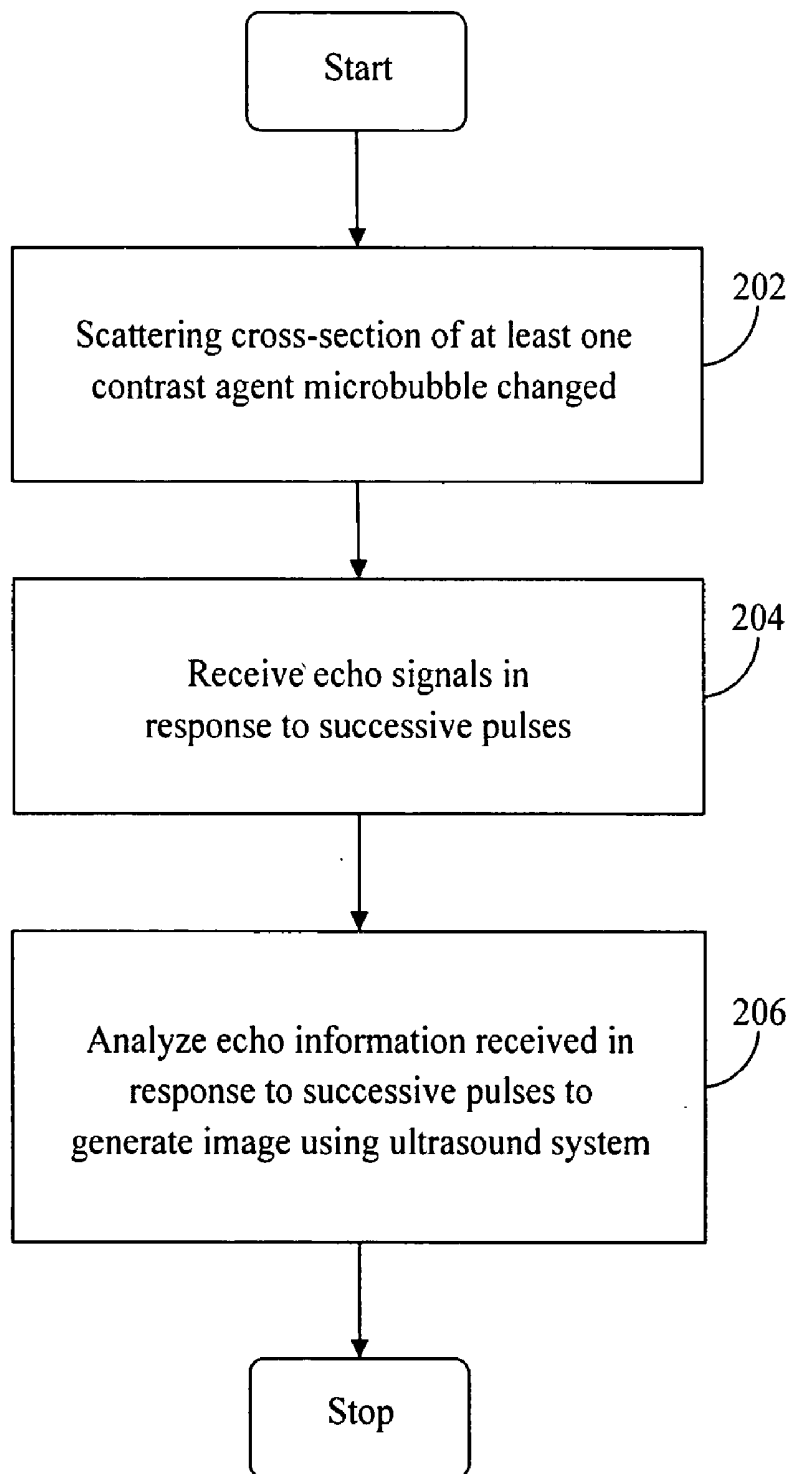 Start
202
Scattering cross-section of at least one
contrast agent microbubble changed
204
Receive echo signals in
response to successive pulses
206
Analyze echo information received in
response to successive pulses to
generate image using ultrasound system
Stop